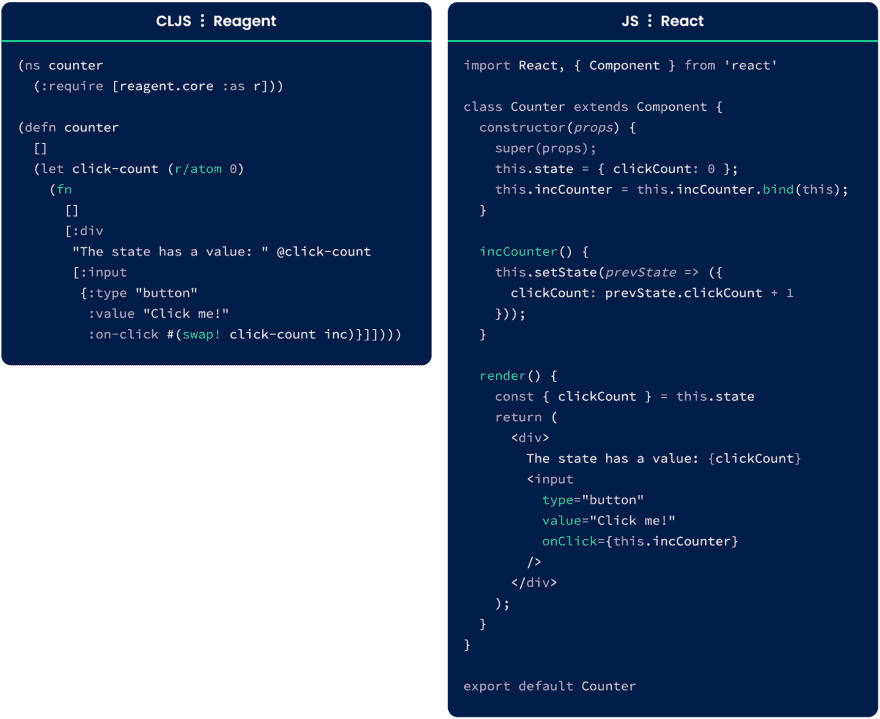 CLJS ⋮ Reagent
(ns counter
  (:require [reagent.core :as r]))

(defn counter
  []
  (let click-count (r/atom 0)
    (fn
      []
      [:div
       "The state has a value: " @click-count
       [:input
        {:type "button"
         :value "Click me!"
         :on-click #(swap! click-count inc)}]])))
JS ⋮ React
import React, { Component } from 'react'

class Counter extends Component {
  constructor(props) {
    super(props);
    this.state = { clickCount: 0 };
    this.incCounter = this.incCounter.bind(this);
  }

  incCounter() {
    this.setState(prevState => ({
      clickCount: prevState.clickCount + 1
    }));
  }

  render() {
    const { clickCount } = this.state
    return (
      <div>
        The state has a value: {clickCount}
        <input
          type="button"
          value="Click me!"
          onClick={this.incCounter}
        />
      </div>
    );
  }
}

export default Counter